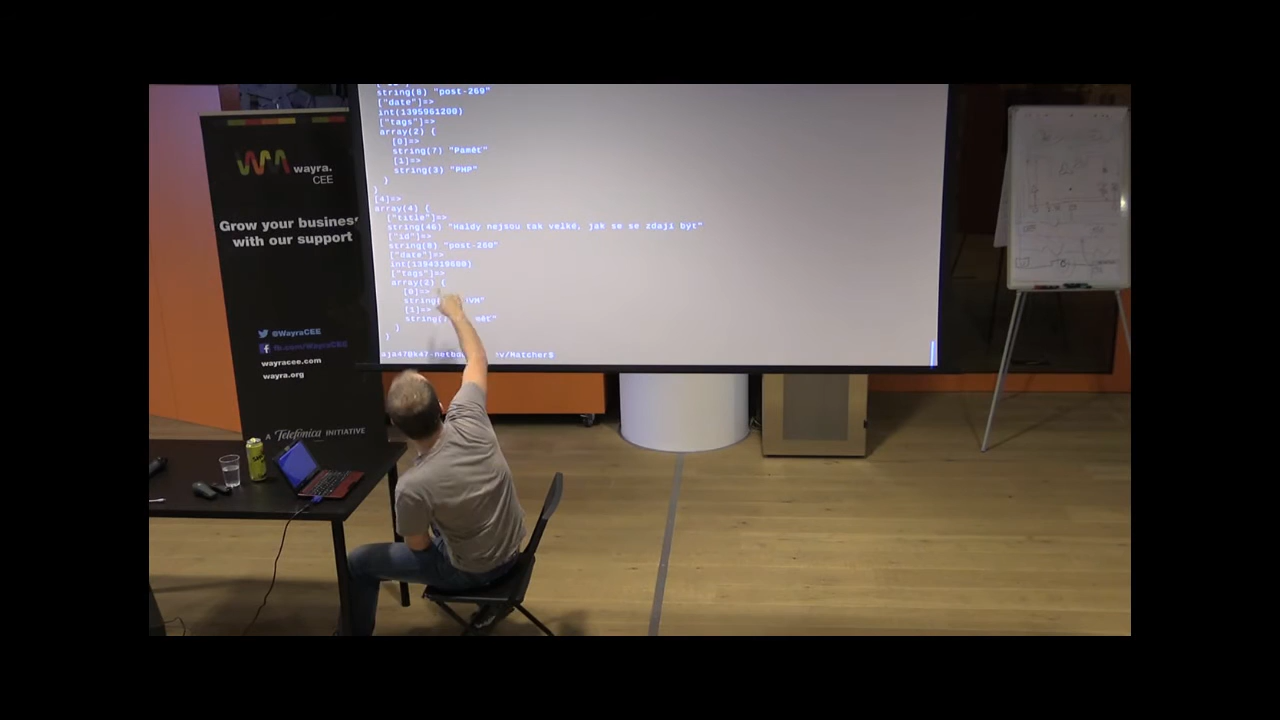 wayra.
CEE
Grow your business
with our support
@WayraCEE
fb.com/WayraCEE
wayracee.com
wayra.org
A Telefónica INITIATIVE
string(8) "post-269"
["date"]=>
int(1395961200)
["tags"]=>
array(2) {
[0]=>
string(7) "Paměť"
[1]=>
string(3) "PHP"
}
}
[4]=>
array(4) {
["title"]=>
string(46) "Haldy nejsou tak velké, jak se se zdají být"
["id"]=>
string(8) "post-260"
["date"]=>
int(1394319600)
["tags"]=>
array(2) {
[0]=>
[1]=>
}
}